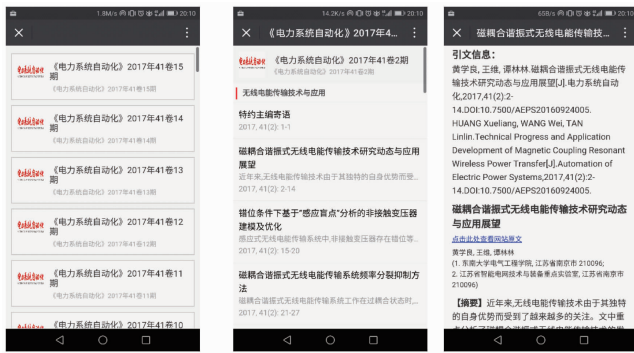 1.8M/s 20:10
《电力系统自动化》2017年41卷15
期
《电力系统自动化》2017年41卷15期
《电力系统自动化》2017年41卷14
期
《电力系统自动化》2017年41卷14期
《电力系统自动化》2017年41卷13
期
《电力系统自动化》2017年41卷13期
《电力系统自动化》2017年41卷12
期
《电力系统自动化》2017年41卷12期
《电力系统自动化》2017年41卷11
期
《电力系统自动化》2017年41卷11期
《电力系统自动化》2017年41卷10
14.2K/s 20:10
《电力系统自动化》2017年4...
《电力系统自动化》2017年41卷2期
《电力系统自动化》2017年41卷2期
无线电能传输技术与应用
特约主编寄语
2017, 41(2): 1-1
磁耦合谐振式无线电能传输技术研究动态与应用
展望
近年来,无线电能传输技术由于其独特的自身优势而受...
2017, 41(2): 2-14
错位条件下基于“感应盲点”分析的非接触变压器
建模及优化
感应式无线电能传输系统中,非接触变压器存在错位等...
2017, 41(2): 15-20
磁耦合谐振式无线电能传输系统频率分裂抑制方
法
磁耦合谐振式无线电能传输系统工作在过耦合状态时,...
2017, 41(2): 21-27
65B/s 20:10
磁耦合谐振式无线电能传输技...
引文信息:
黄学良, 王维, 谭林林.磁耦合谐振式无线电能传
输技术研究动态与应用展望[J].电力系统自动
化,2017,41(2):2-
14.DOI:10.7500/AEPS20160924005.
HUANG Xueliang, WANG Wei, TAN
Linlin.Technical Progress and Application
Development of Magnetic Coupling Resonant
Wireless Power Transfer[J].Automation of
Electric Power Systems,2017,41(2):2-
14.DOI:10.7500/AEPS20160924005.
磁耦合谐振式无线电能传输技术研究动态
与应用展望
点击此处查看网站原文
黄学良, 王维, 谭林林
(1. 东南大学电气工程学院, 江苏省南京市 210096;
2. 江苏省智能电网技术与装备重点实验室, 江苏省南京市
210096)
【摘要】近年来,无线电能传输技术由于其独特
的自身优势而受到了越来越多的关注。文中重